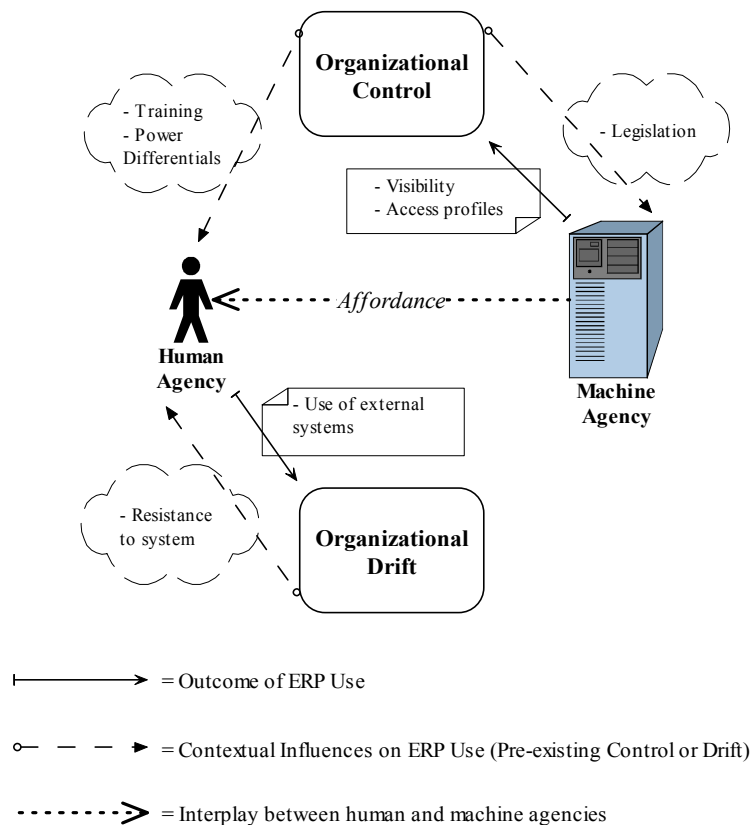 Organizational
Control
- Training
- Power
Differentials
- Legislation
- Visibility
- Access profiles
Affordance
Human
Agency
Machine
Agency
- Use of external
systems
- Resistance
to system
Organizational
Drift
= Outcome of ERP Use
= Contextual Influences on ERP Use (Pre-existing Control or Drift)
= Interplay between human and machine agencies